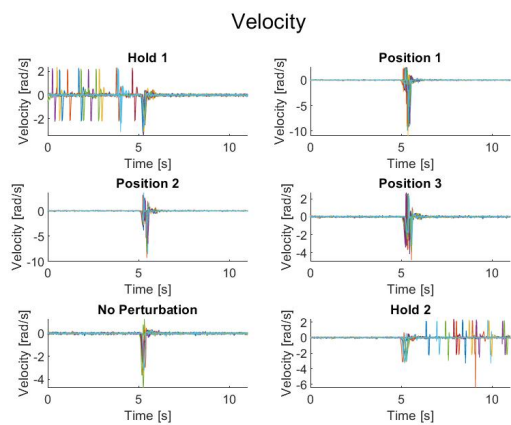 Velocity
Hold 1
Velocity [rad/s]
2
0
-2
0
5
10
Time [s]
Position 1
Velocity [rad/s]
0
-5
-10
0
5
10
Time [s]
Position 2
Velocity [rad/s]
0
-5
-10
0
5
10
Time [s]
Position 3
Velocity [rad/s]
2
0
-2
-4
0
5
10
Time [s]
No Perturbation
Velocity [rad/s]
0
-2
-4
0
5
10
Time [s]
Hold 2
Velocity [rad/s]
2
0
-2
-4
-6
0
5
10
Time [s]